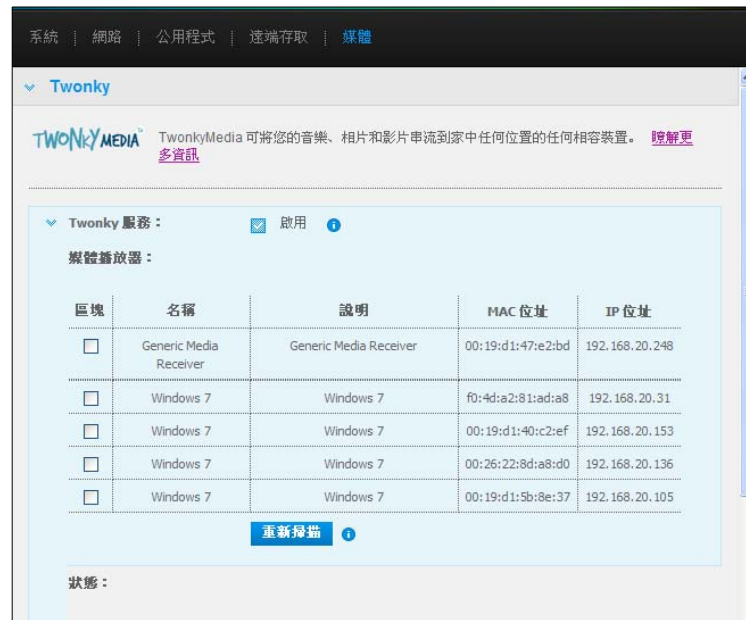 系統 | 網路 | 公用程式 | 遠端存取 | 媒體
Twonky
TWONKY MEDIA™ TwonkyMedia 可將您的音樂、相片和影片串流到家中任何位置的任何相容裝置。 瞭解更
多資訊
Twonky 服務： 啟用
媒體播放器：
區塊 名稱 說明 MAC 位址 IP 位址
Generic Media Generic Media Receiver 00:19:d1:47:e2:bd 192.168.20.248
Receiver
Windows 7 Windows 7 f0:4d:a2:81:ad:a8 192.168.20.31
Windows 7 Windows 7 00:19:d1:40:c2:ef 192.168.20.153
Windows 7 Windows 7 00:26:22:8d:a8:d0 192.168.20.136
Windows 7 Windows 7 00:19:d1:5b:8e:37 192.168.20.105
重新掃描
狀態：